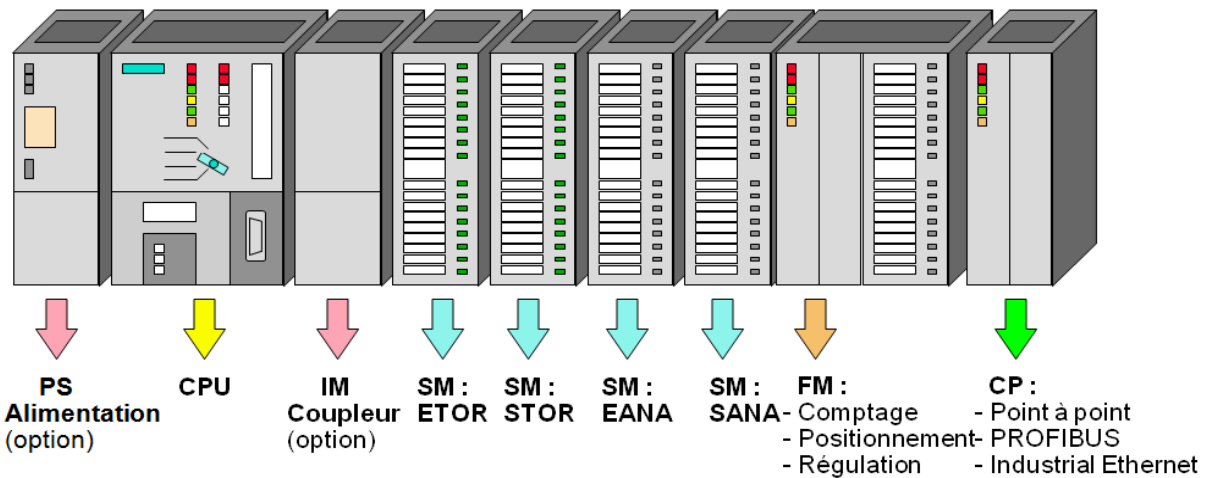 PS
Alimentation
(option)
CPU
IM
Coupleur
(option)
SM :
ETOR
SM :
STOR
SM :
EANA
SM :
SANA
FM :
- Comptage
- Positionnement
- Régulation
CP :
- Point à point
- PROFIBUS
- Industrial Ethernet